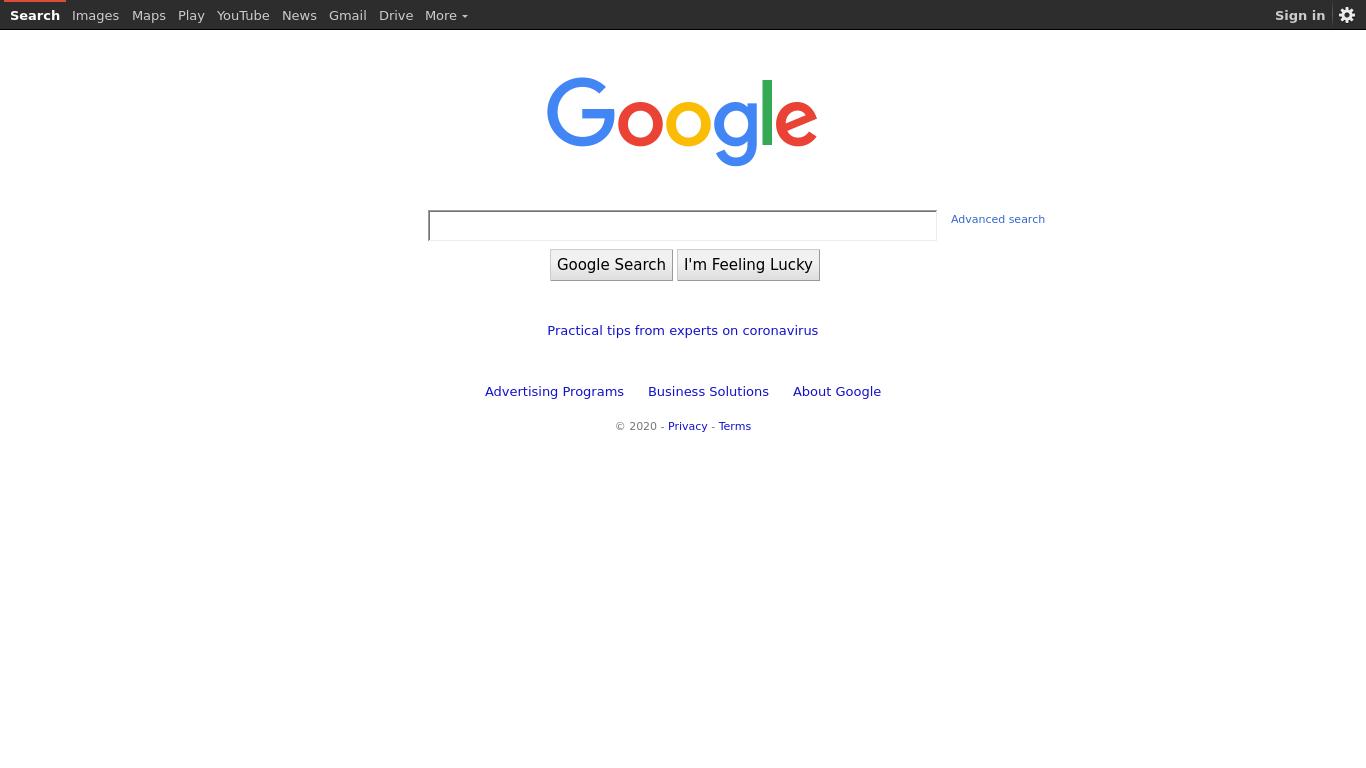 Search Images Maps Play YouTube News Gmail Drive More Sign in
Google
Advanced search
Google Search I'm Feeling Lucky
Practical tips from experts on coronavirus
Advertising Programs Business Solutions About Google
© 2020 - Privacy - Terms